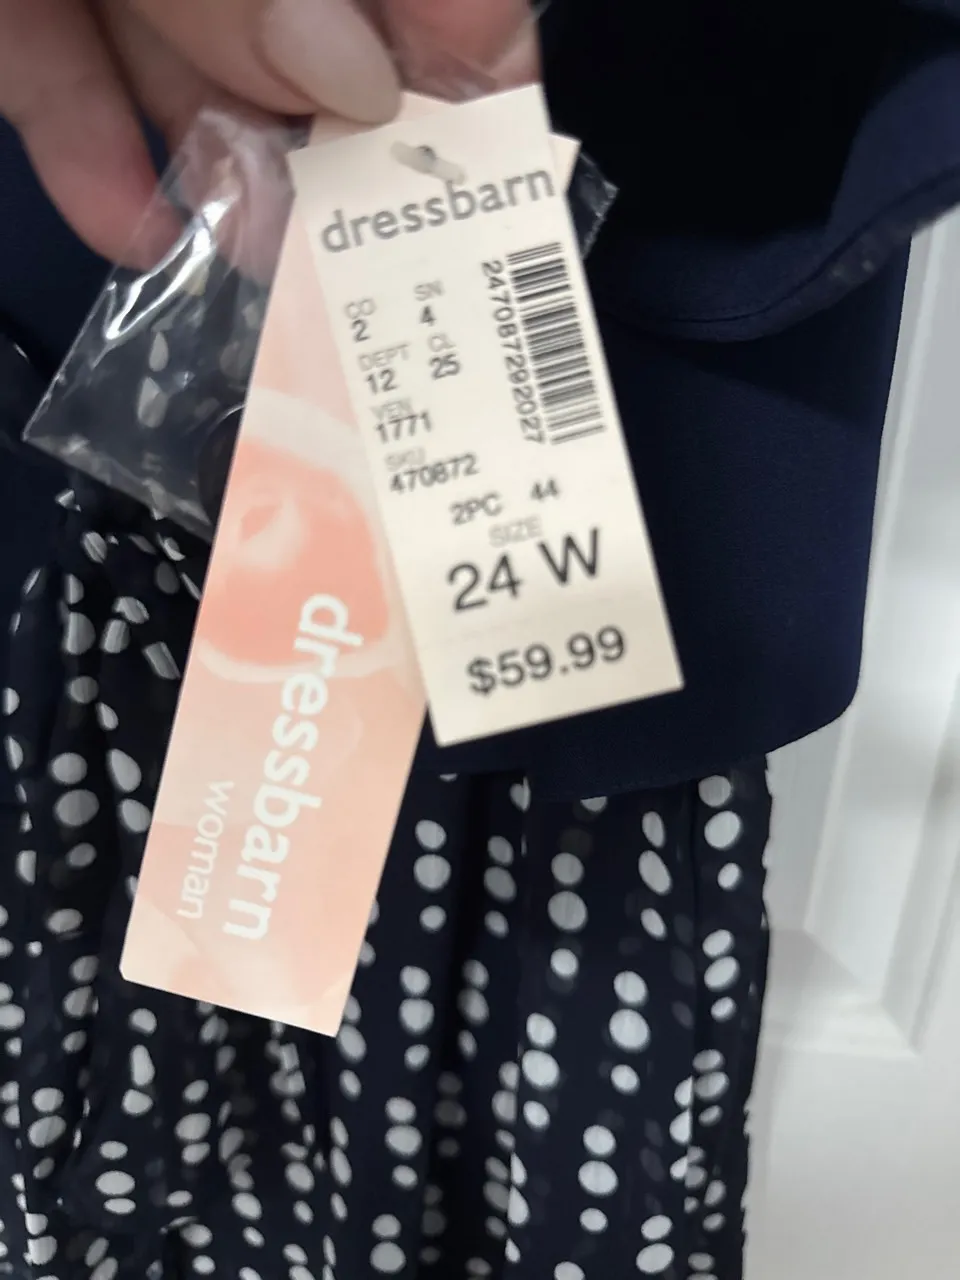 dressbarn
CO SN
2 4
DEPT CL
12 25
VEN
1771
SKU
470872
247087292027
2PC 44
SIZE
24 W
$59.99
dressbarn
woman